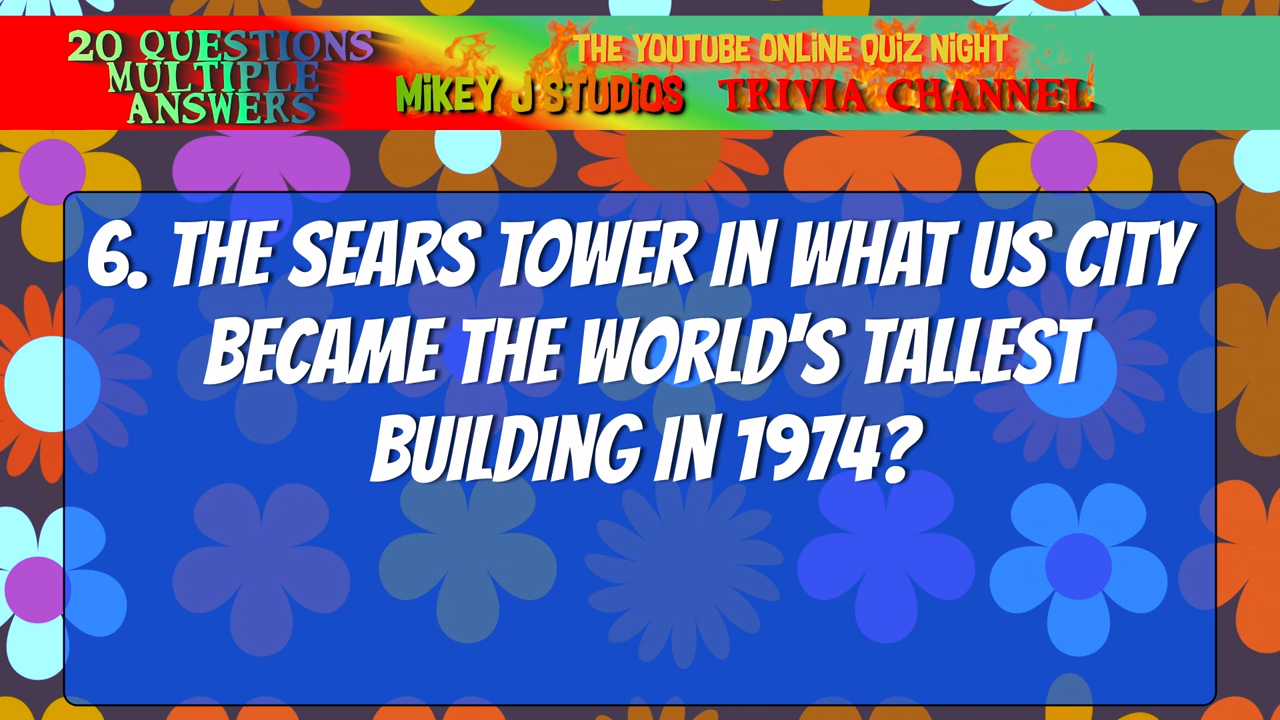 20 QUESTIONS
MULTIPLE
ANSWERS
THE YOUTUBE ONLINE QUIZ NIGHT
MIKEY J STUDIOS TRIVIA CHANNEL
6. THE SEARS TOWER IN WHAT US CITY
BECAME THE WORLD'S TALLEST
BUILDING IN 1974?